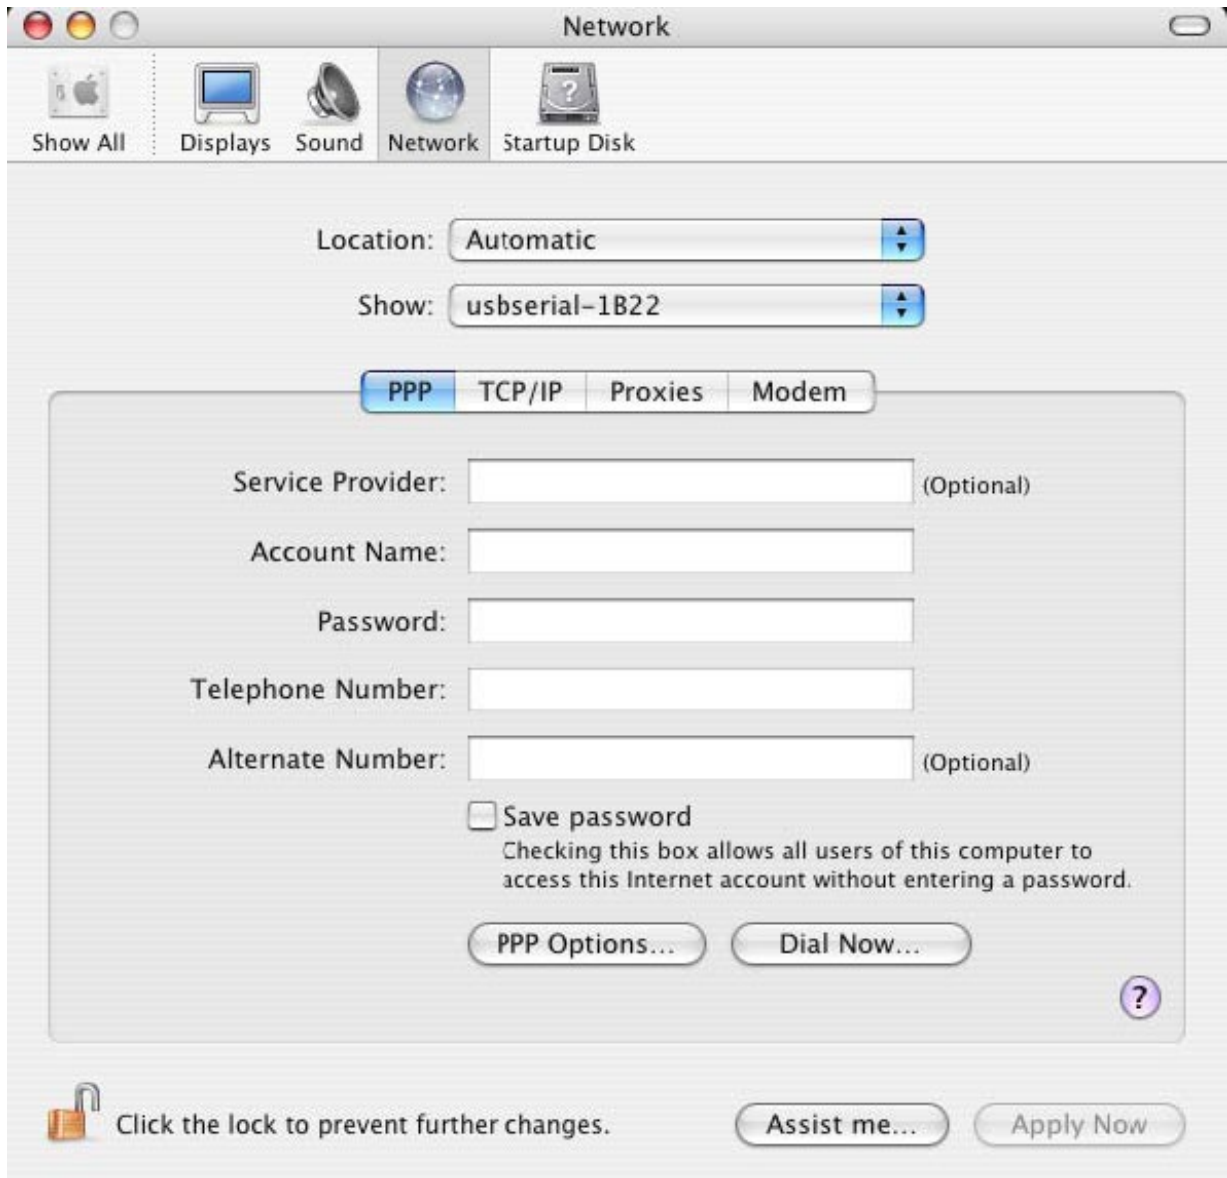 Network
Show All
Displays
Sound
Network
Startup Disk
Location: Automatic
Show: usbserial-1B22
PPP
TCP/IP
Proxies
Modem
Service Provider:
(Optional)
Account Name:
Password:
Telephone Number:
Alternate Number:
(Optional)
Save password
Checking this box allows all users of this computer to
access this Internet account without entering a password.
PPP Options...
Dial Now...
?
Click the lock to prevent further changes.
Assist me...
Apply Now